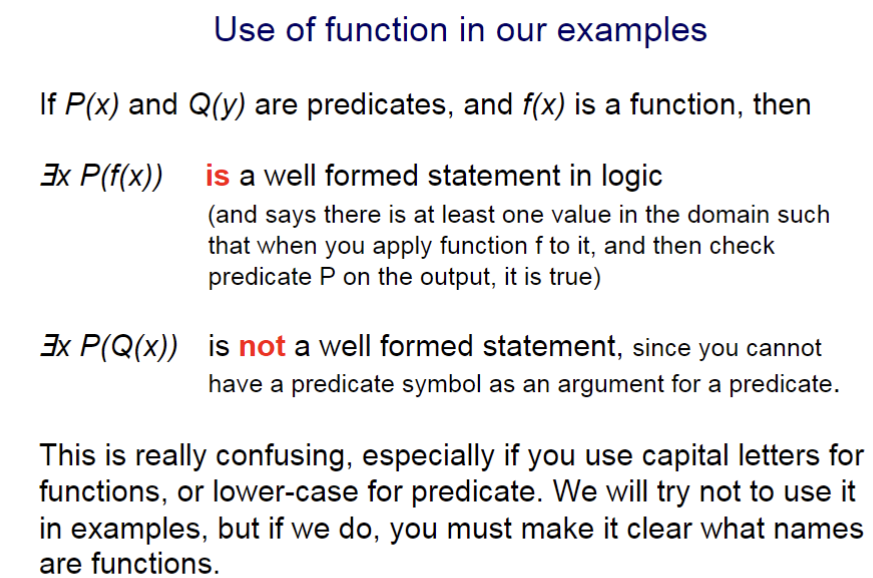 Use of function in our examples
If P(x) and Q(y) are predicates, and f(x) is a function, then
∃x P(f(x)) is a well formed statement in logic
(and says there is at least one value in the domain such
that when you apply function f to it, and then check
predicate P on the output, it is true)
∃x P(Q(x)) is not a well formed statement, since you cannot
have a predicate symbol as an argument for a predicate.
This is really confusing, especially if you use capital letters for
functions, or lower-case for predicate. We will try not to use it
in examples, but if we do, you must make it clear what names
are functions.